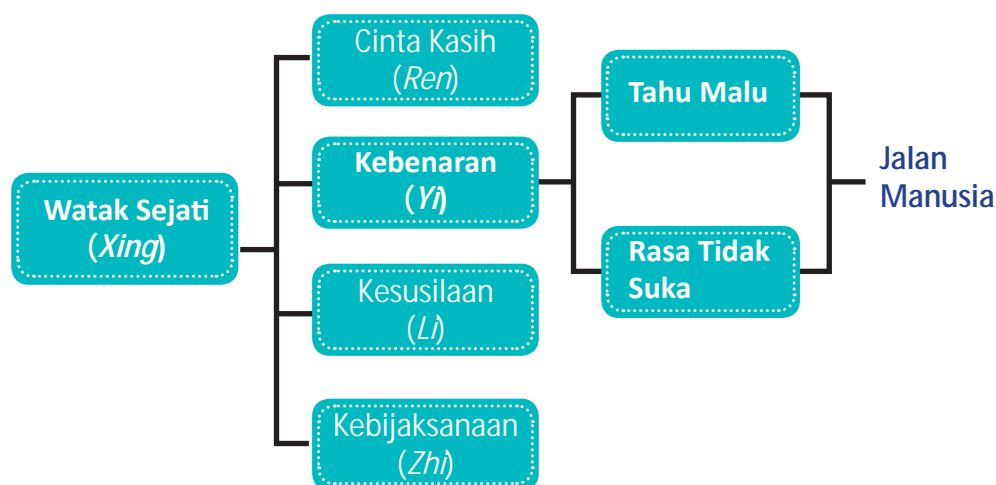 Watak Sejati
(Xing)
Cinta Kasih
(Ren)
Kebenaran
(Yi)
Kesusilaan
(Li)
Kebijaksanaan
(Zhi)
Tahu Malu
Rasa Tidak
Suka
Jalan
Manusia